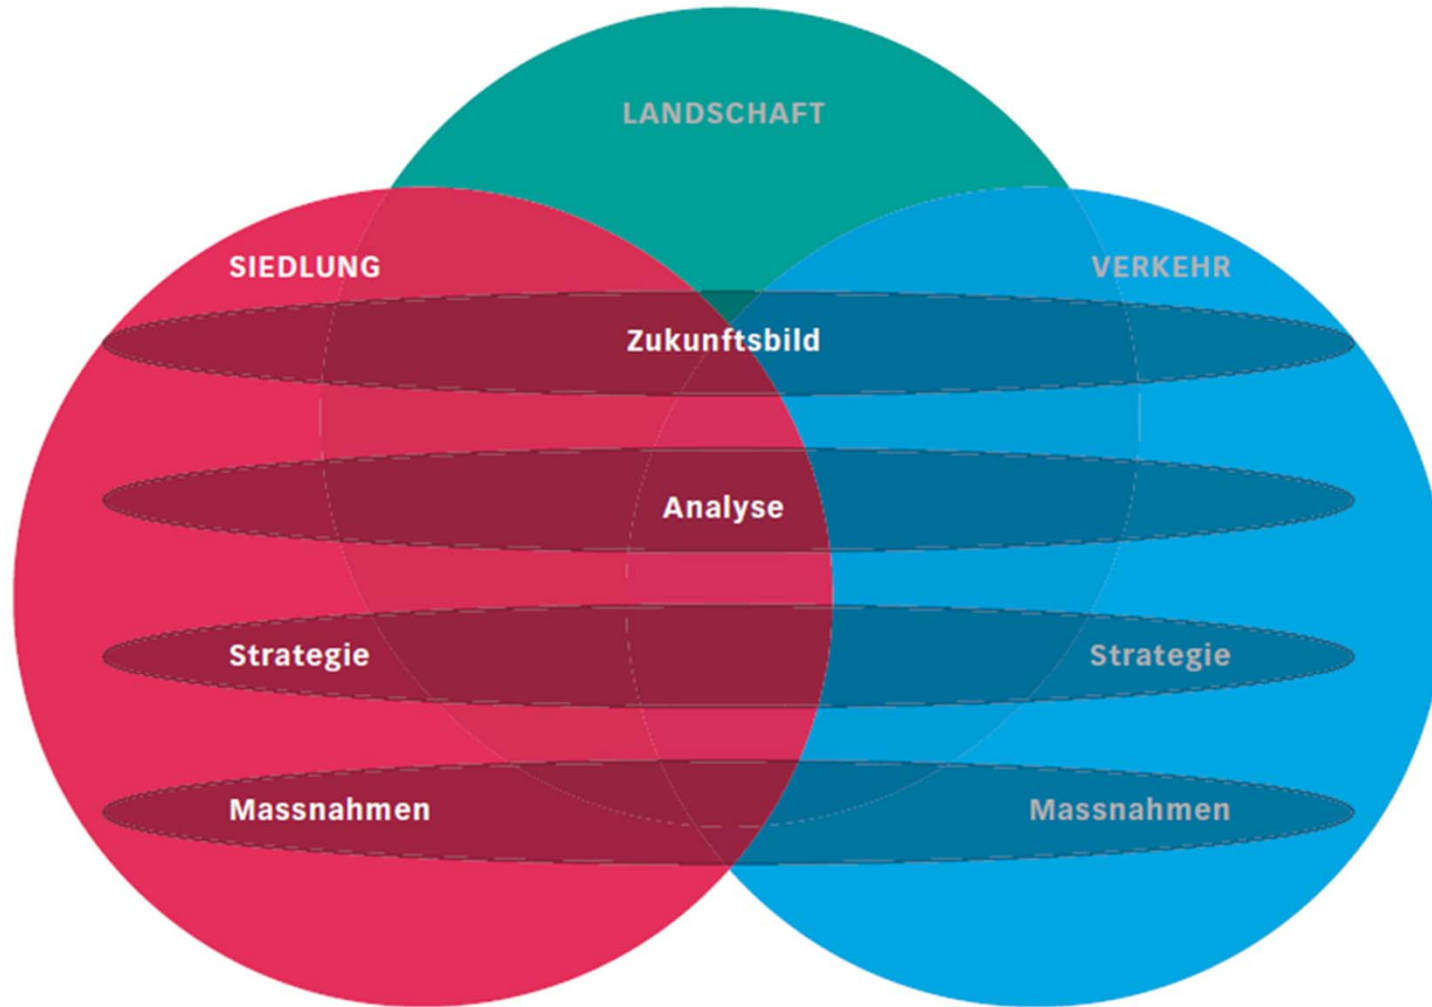 LANDSCHAFT
SIEDLUNG
VERKEHR
Zukunftsbild
Analyse
Strategie
Strategie
Massnahmen
Massnahmen